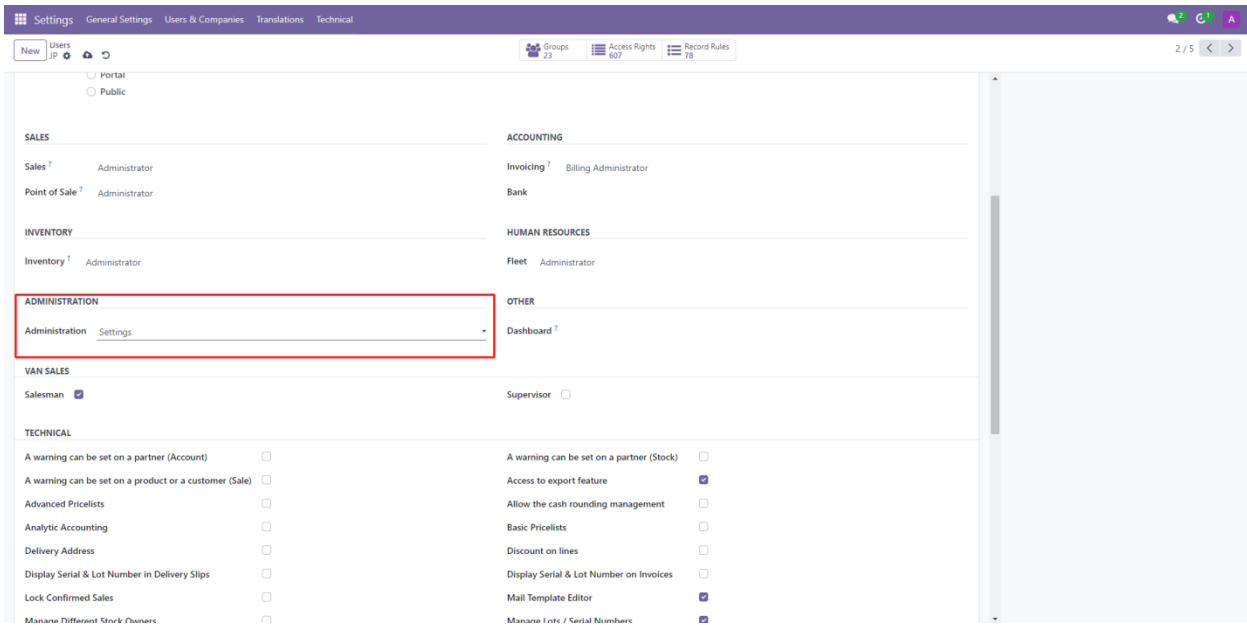 Settings General Settings Users & Companies Translations Technical 2 1 A
New Users Groups Access Rights Record Rules
JP 23 607 78 2 / 5
Portal
Public
SALES ACCOUNTING
Sales ? Administrator Invoicing ? Billing Administrator
Point of Sale ? Administrator Bank
INVENTORY HUMAN RESOURCES
Inventory ? Administrator Fleet Administrator
ADMINISTRATION OTHER
Administration Settings Dashboard ?
VAN SALES
Salesman Supervisor
TECHNICAL
A warning can be set on a partner (Account) A warning can be set on a partner (Stock)
A warning can be set on a product or a customer (Sale) Access to export feature
Advanced Pricelists Allow the cash rounding management
Analytic Accounting Basic Pricelists
Delivery Address Discount on lines
Display Serial & Lot Number in Delivery Slips Display Serial & Lot Number on Invoices
Lock Confirmed Sales Mail Template Editor
Manage Different Stock Owners Manage Lots / Serial Numbers